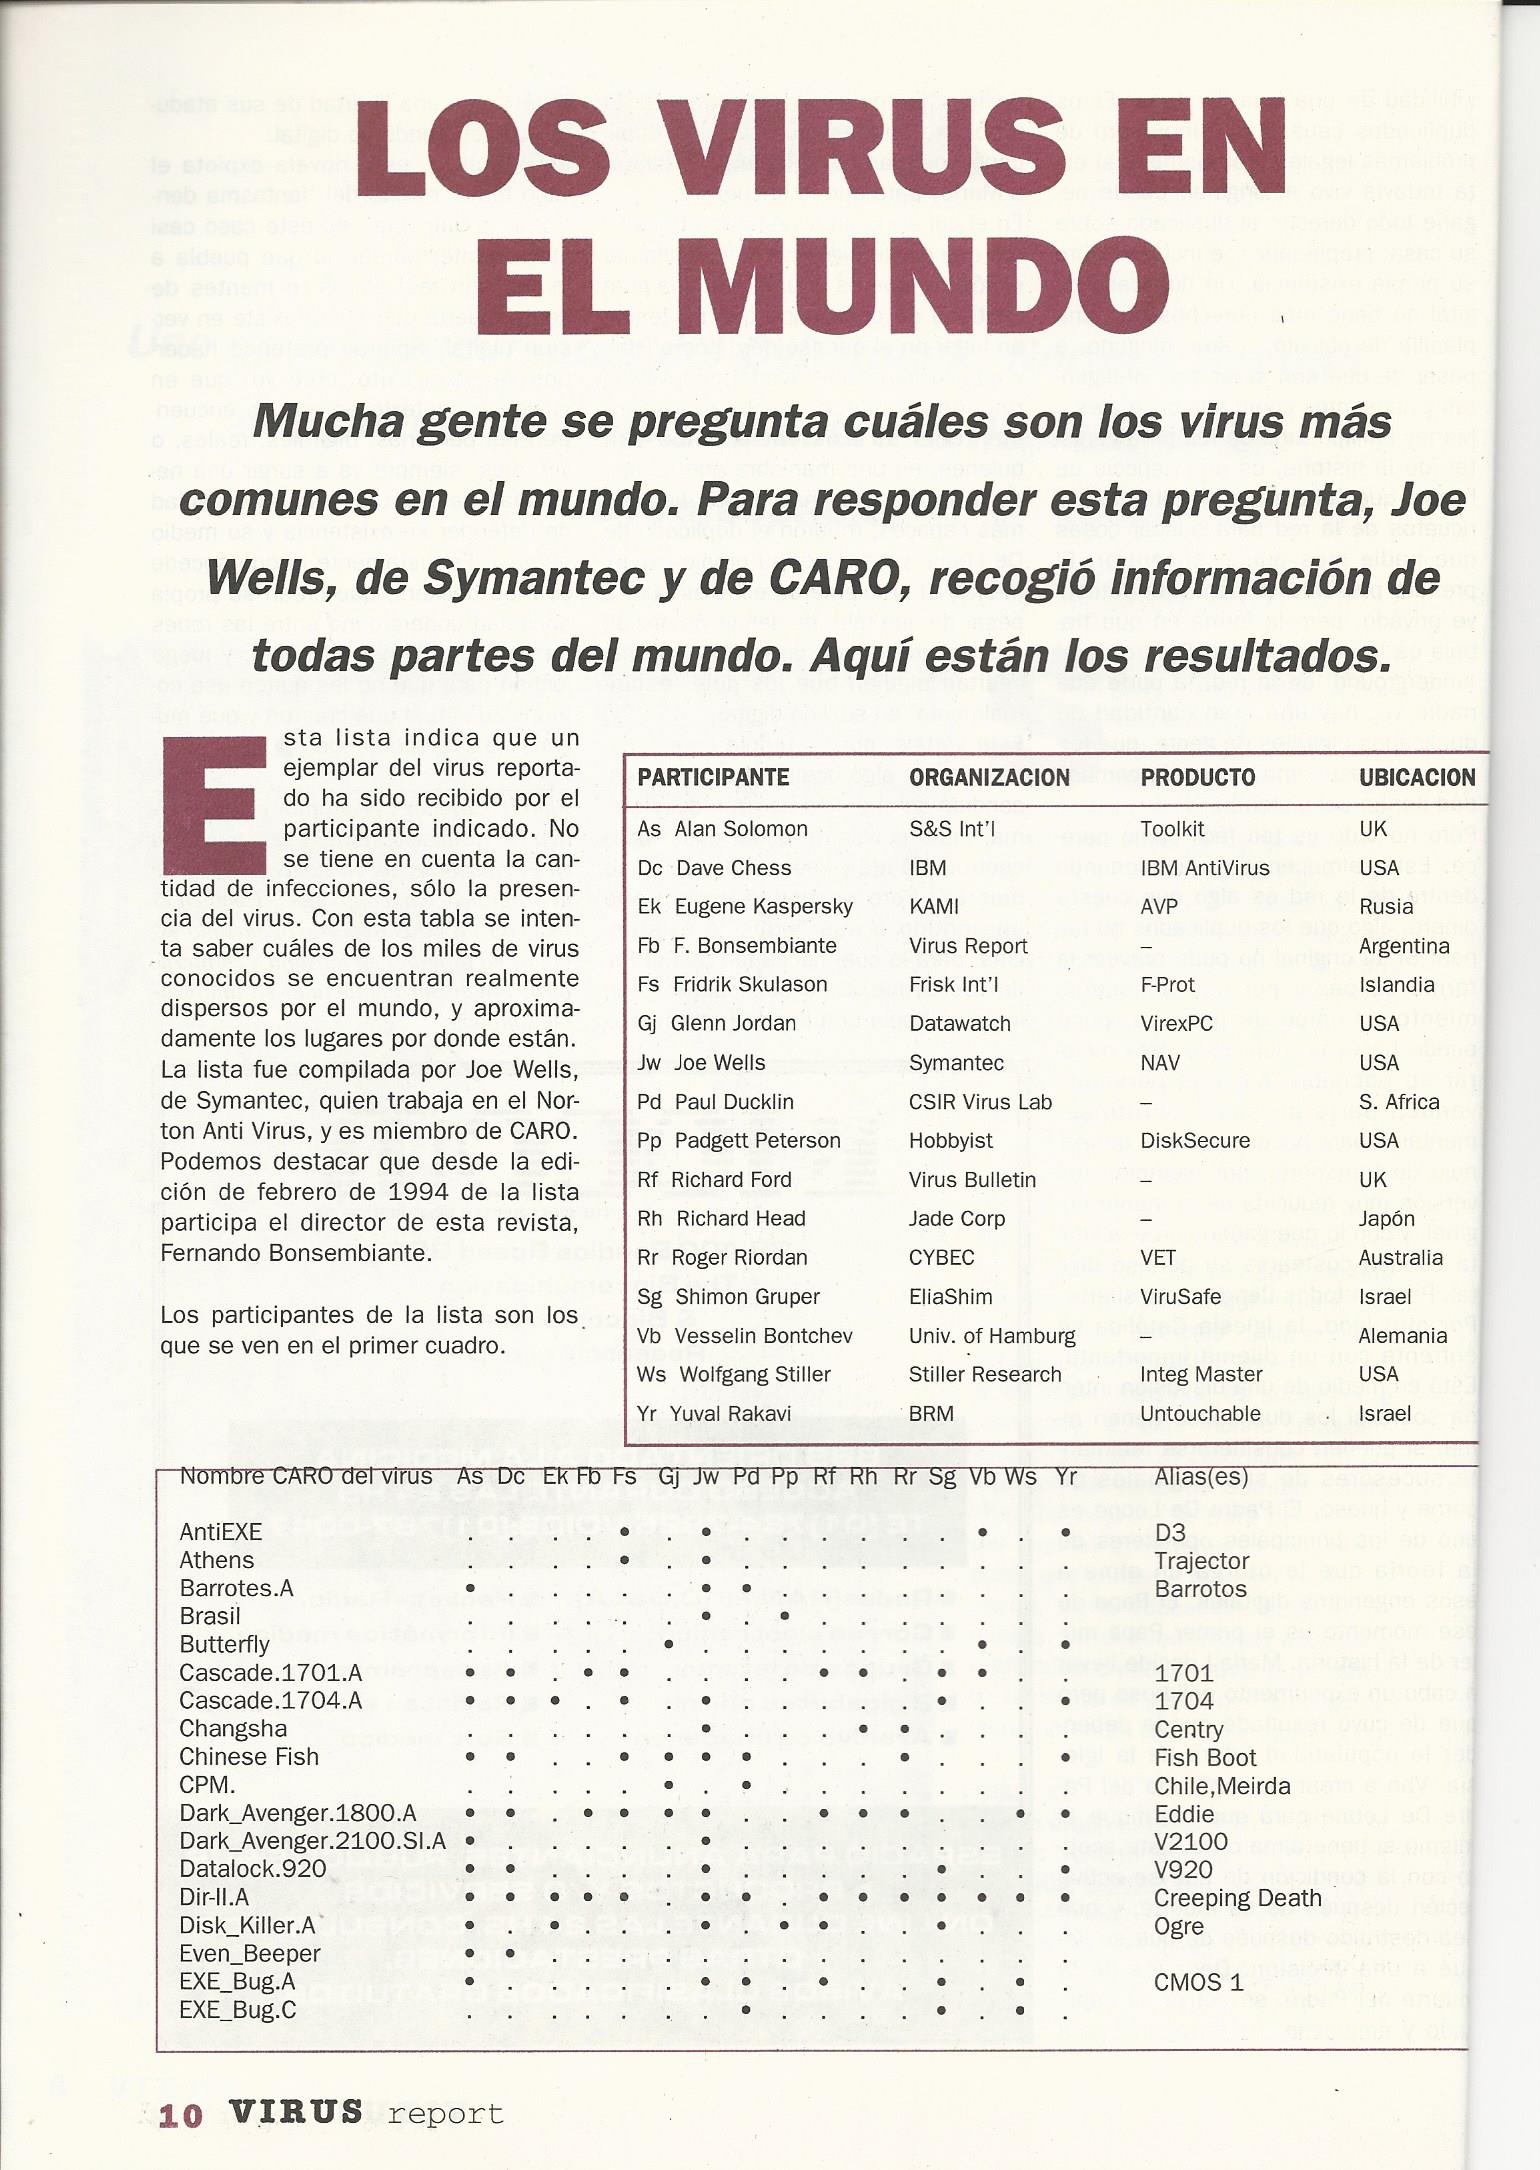 LOS VIRUS EN
EL MUNDO
Mucha gente se pregunta cuáles son los virus más
comunes en el mundo. Para responder esta pregunta, Joe
Wells, de Symantec y de CARO, recogió información de
todas partes del mundo. Aquí están los resultados.
Esta lista indica que un
ejemplar del virus reporta-
do ha sido recibido por el
participante indicado. No
se tiene en cuenta la can-
tidad de infecciones, sólo la presen-
cia del virus. Con esta tabla se inten-
ta saber cuáles de los miles de virus
conocidos se encuentran realmente
dispersos por el mundo, y aproxima-
damente los lugares por donde están.
La lista fue compilada por Joe Wells,
de Symantec, quien trabaja en el Nor-
ton Anti Virus, y es miembro de CARO.
Podemos destacar que desde la edi-
ción de febrero de 1994 de la lista
participa el director de esta revista,
Fernando Bonsembiante.
Los participantes de la lista son los
que se ven en el primer cuadro.
PARTICIPANTE ORGANIZACION PRODUCTO UBICACION
As Alan Solomon S&S Int'l Toolkit UK
Dc Dave Chess IBM IBM AntiVirus USA
Ek Eugene Kaspersky KAMI AVP Rusia
Fb F. Bonsembiante Virus Report – Argentina
Fs Fridrik Skulason Frisk Int'l F-Prot Islandia
Gj Glenn Jordan Datawatch VirexPC USA
Jw Joe Wells Symantec NAV USA
Pd Paul Ducklin CSIR Virus Lab – S. Africa
Pp Padgett Peterson Hobbyist DiskSecure USA
Rf Richard Ford Virus Bulletin – UK
Rh Richard Head Jade Corp – Japón
Rr Roger Riordan CYBEC VET Australia
Sg Shimon Gruper EliaShim ViruSafe Israel
Vb Vesselin Bontchev Univ. of Hamburg – Alemania
Ws Wolfgang Stiller Stiller Research Integ Master USA
Yr Yuval Rakavi BRM Untouchable Israel
Nombre CARO del virus As Dc Ek Fb Fs Gj Jw Pd Pp Rf Rh Rr Sg Vb Ws Yr Alias(es)
AntiEXE . . . . • . • . . . . . . • . • D3
Athens . . . . • . • . . . . . . . . . Trajector
Barrotes.A • . . . . . • • . . . . . . . . Barrotos
Brasil . . . . . . • . • . . . . . . .
Butterfly . . . . . • . . . . . . . • . •
Cascade.1701.A • • . • • . . . . • • . • • . . 1701
Cascade.1704.A • • • . • . • . . . . . • . . • 1704
Changsha . . . . . . • . . . • • . . . . Centry
Chinese Fish • • . . • • • • . . . • . . . • Fish Boot
CPM. . . . . . • . • . . . . . . . . Chile,Meirda
Dark_Avenger.1800.A • • . • • • • . . • • • . . • • Eddie
Dark_Avenger.2100.SI.A • . . . . . • . . . . . . . . . V2100
Datalock.920 • • . . . . • . . . . . • . . • V920
Dir-II.A • • • • • . • • . • • • • • • • Creeping Death
Disk_Killer.A • . • . . . • . • • . . • . • . Ogre
Even_Beeper • • . . . . . . . . . . . . . .
EXE_Bug.A • . . . . . • • . • . . • . • . CMOS 1
EXE_Bug.C . . . . . . . • . . . . • . • .
10 VIRUS report